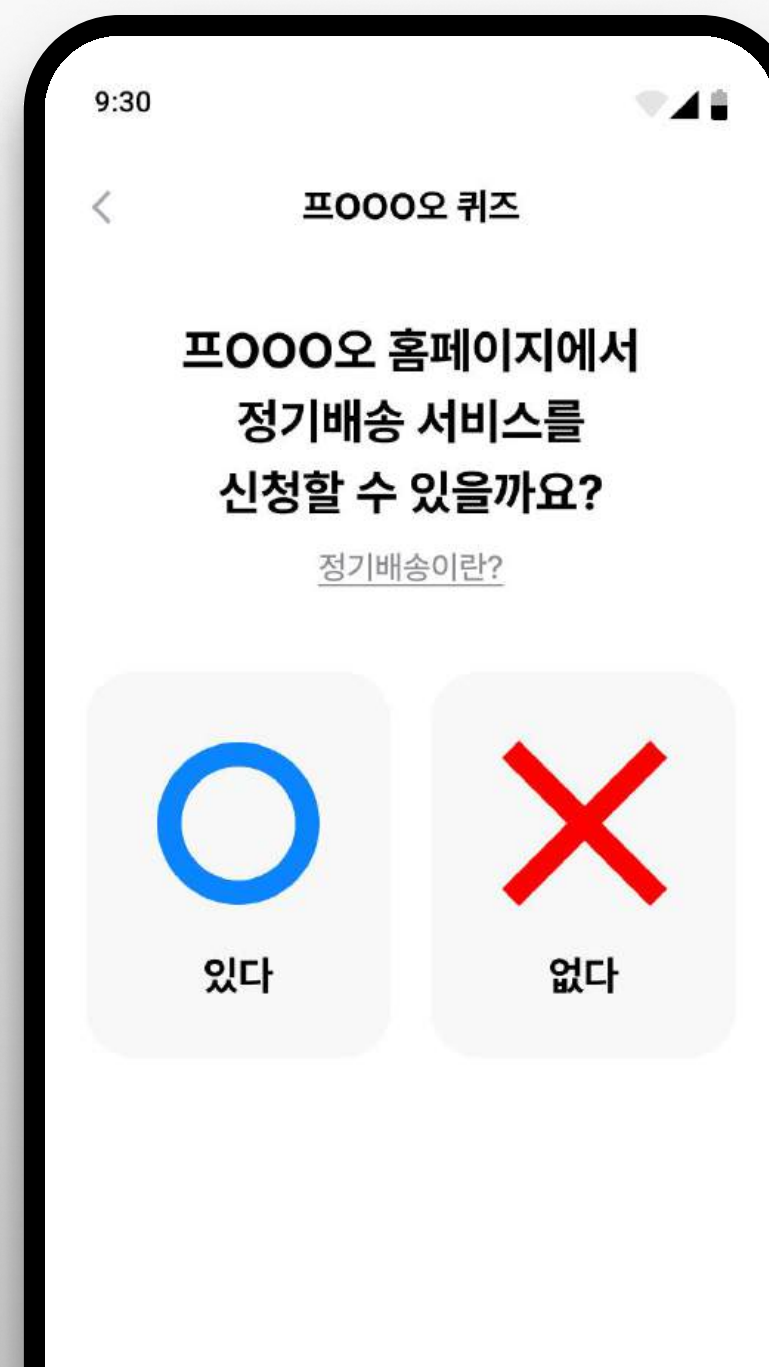 9:30
프OOO오 퀴즈
프OOO오 홈페이지에서
정기배송 서비스를
신청할 수 있을까요?
정기배송이란?
있다
없다